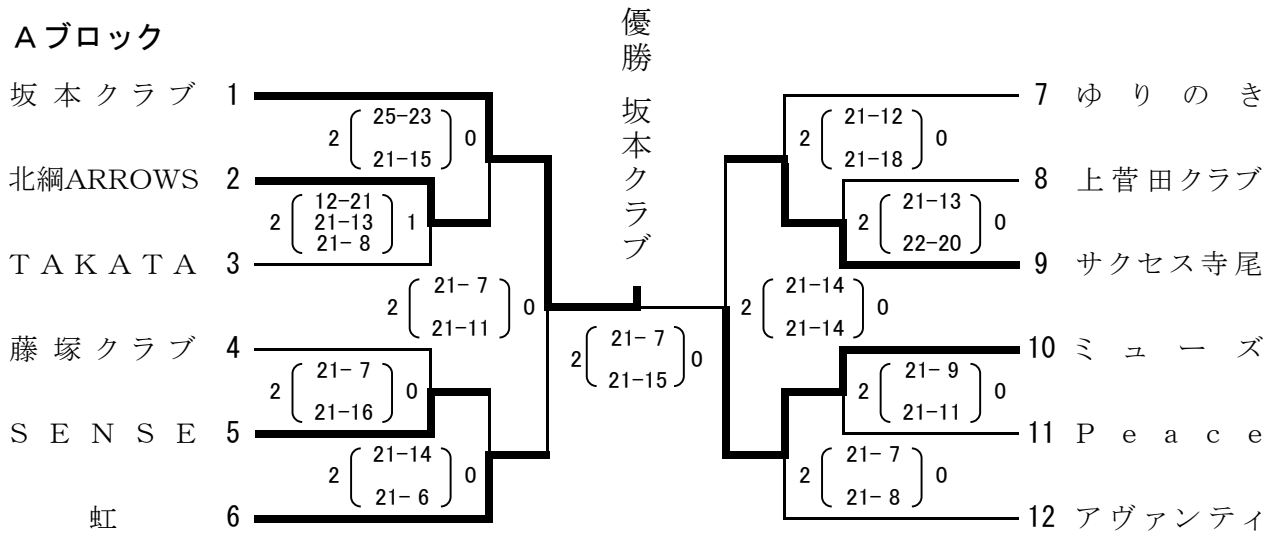 Aブロック
優勝 坂本クラブ
坂本クラブ 1
25-23
2 0
21-15
北綱ARROWS 2
12-21
2 21-13 1
21- 8
TAKATA 3
21- 7
2 0
21-11
藤塚クラブ 4
21- 7
2 0
21-16
SENSE 5
21-14
2 0
21- 6
虹 6
21- 7
2 0
21-15
7 ゆりのき
21-12
2 0
21-18
8 上菅田クラブ
21-13
2 0
22-20
9 サクセス寺尾
21-14
2 0
21-14
10 ミューズ
21- 9
2 0
21-11
11 Peace
21- 7
2 0
21- 8
12 アヴァンティ